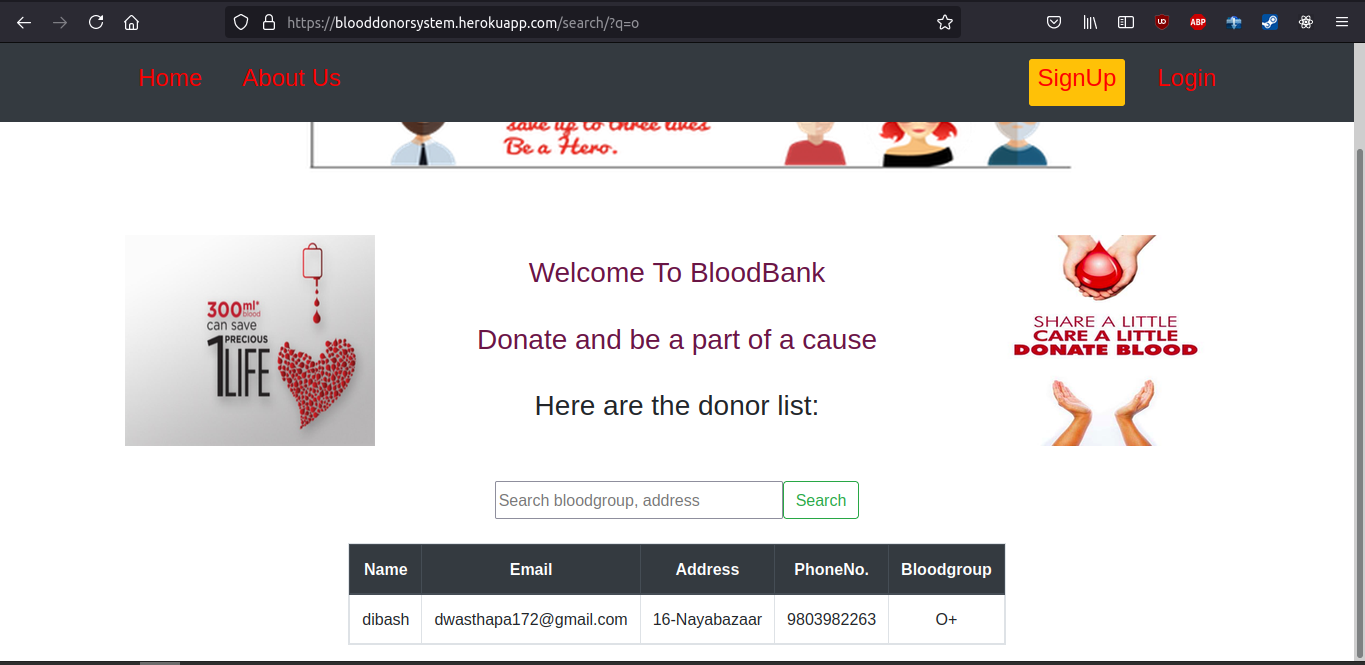 https://blooddonorsystem.herokuapp.com/search/?q=o
UD
ABP
Home About Us SignUp Login
save up to three lives
Be a Hero.
300ml*
blood
can save
1 PRECIOUS
LIFE
Welcome To BloodBank
Donate and be a part of a cause
Here are the donor list:
SHARE A LITTLE
CARE A LITTLE
DONATE BLOOD
Search bloodgroup, address Search
Name Email Address PhoneNo. Bloodgroup
dibash dwasthapa172@gmail.com 16-Nayabazaar 9803982263 O+